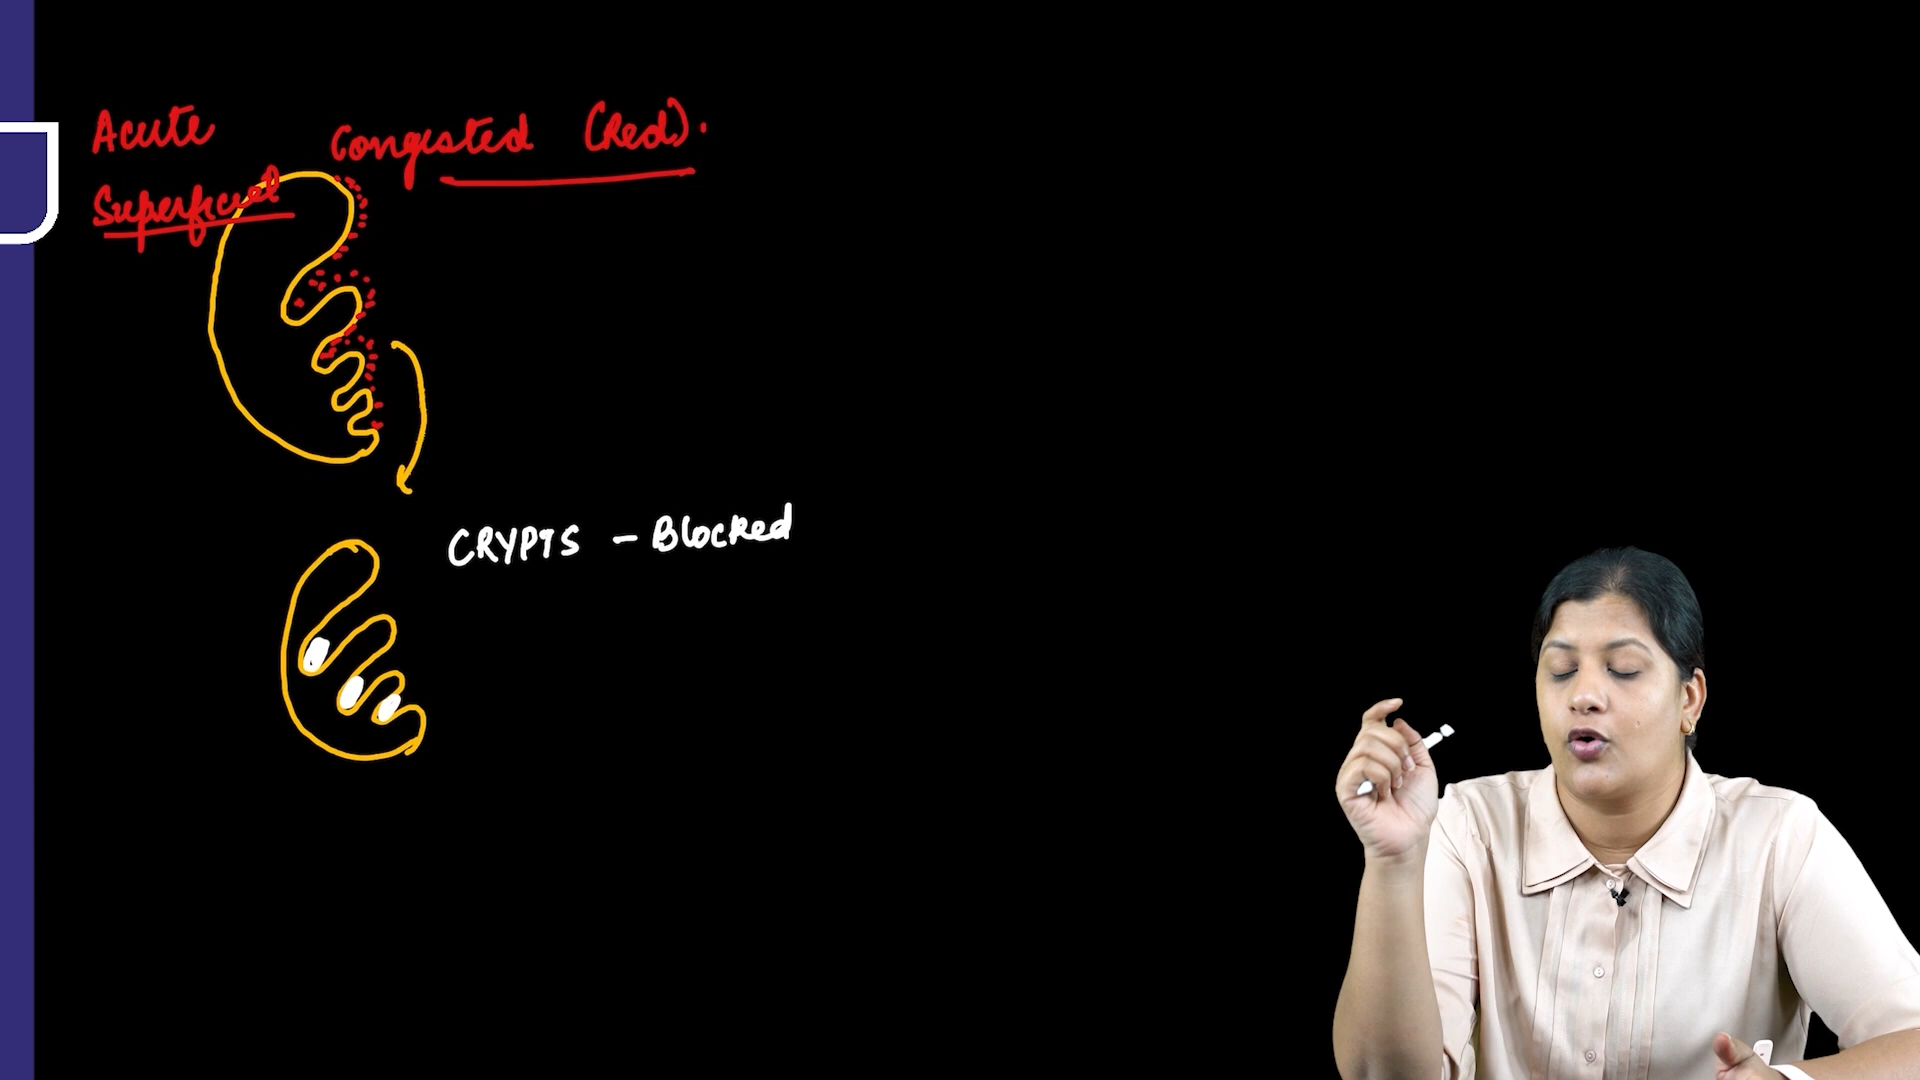 Acute
Congested (Red).
Superficial
CRYPTS - Blocked